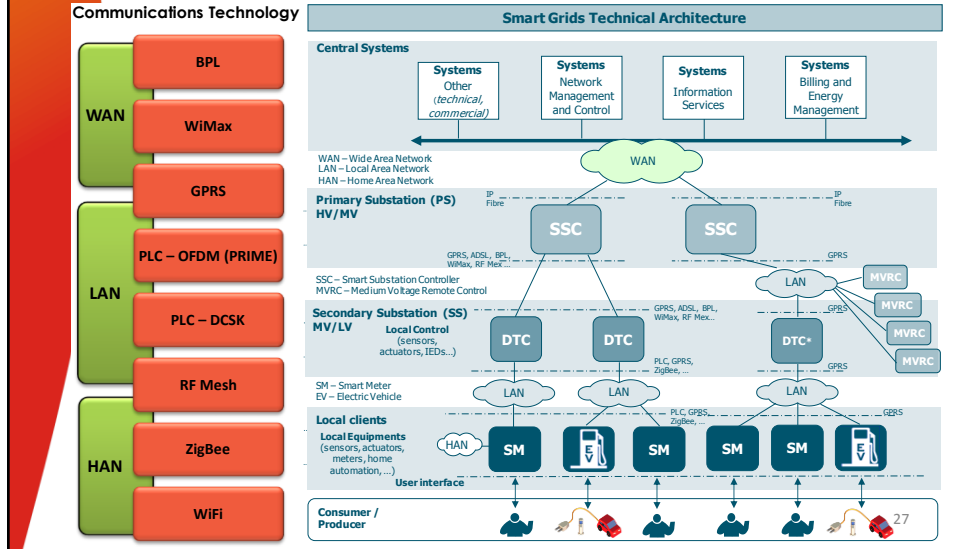 Communications Technology
WAN
BPL
WiMax
GPRS
LAN
PLC – OFDM (PRIME)
PLC – DCSK
RF Mesh
HAN
ZigBee
WiFi
Smart Grids Technical Architecture
Central Systems
Systems
Other
(technical,
commercial)
Systems
Network
Management
and Control
Systems
Information
Services
Systems
Billing and
Energy
Management
WAN – Wide Area Network
LAN – Local Area Network
HAN – Home Area Network
WAN
Primary Substation (PS)
HV/MV
IP
Fibre
IP
Fibre
SSC
SSC
GPRS, ADSL, BPL,
WiMax, RF Mex ...
GPRS
SSC – Smart Substation Controller
MVRC – Medium Voltage Remote Control
LAN
MVRC
MVRC
MVRC
MVRC
Secondary Substation (SS)
MV/LV
Local Control
(sensors,
actuators, IEDs...)
GPRS, ADSL, BPL,
WiMax, RF Mex...
GPRS
DTC
DTC
DTC*
PLC, GPRS,
ZigBee, ...
GPRS
SM – Smart Meter
EV – Electric Vehicle
LAN
LAN
LAN
Local clients
PLC, GPRS,
ZigBee, ...
GPRS
Local Equipments
(sensors, actuators,
meters, home
automation, ...)
HAN
SM
EV
SM
SM
SM
EV
User interface
Consumer /
Producer
27